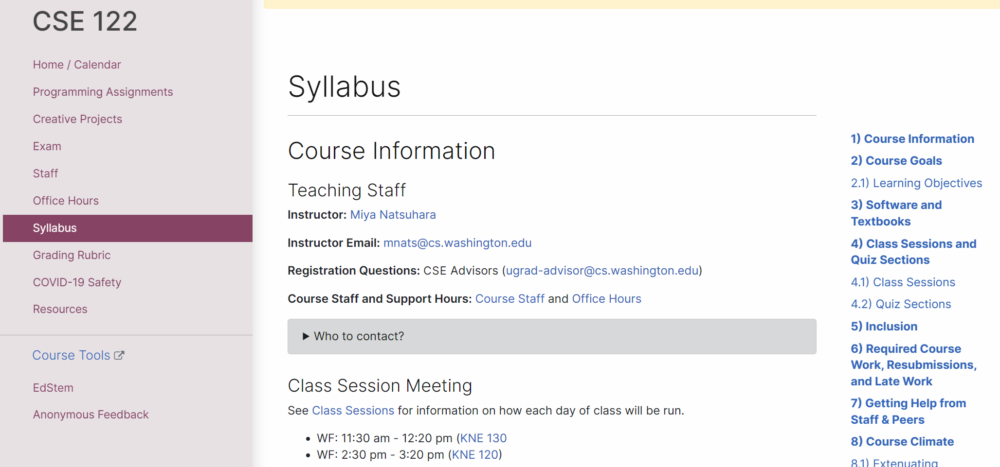 CSE 122
Home / Calendar
Programming Assignments
Creative Projects
Exam
Staff
Office Hours
Syllabus
Grading Rubric
COVID-19 Safety
Resources
Course Tools
EdStem
Anonymous Feedback
Syllabus
Course Information
Teaching Staff
Instructor: Miya Natsuhara
Instructor Email: mnats@cs.washington.edu
Registration Questions: CSE Advisors (ugrad-advisor@cs.washington.edu)
Course Staff and Support Hours: Course Staff and Office Hours
▶ Who to contact?
Class Session Meeting
See Class Sessions for information on how each day of class will be run.
• WF: 11:30 am - 12:20 pm (KNE 130
• WF: 2:30 pm - 3:20 pm (KNE 120)
1) Course Information
2) Course Goals
2.1) Learning Objectives
3) Software and
Textbooks
4) Class Sessions and
Quiz Sections
4.1) Class Sessions
4.2) Quiz Sections
5) Inclusion
6) Required Course
Work, Resubmissions,
and Late Work
7) Getting Help from
Staff & Peers
8) Course Climate
8.1) Extenuating